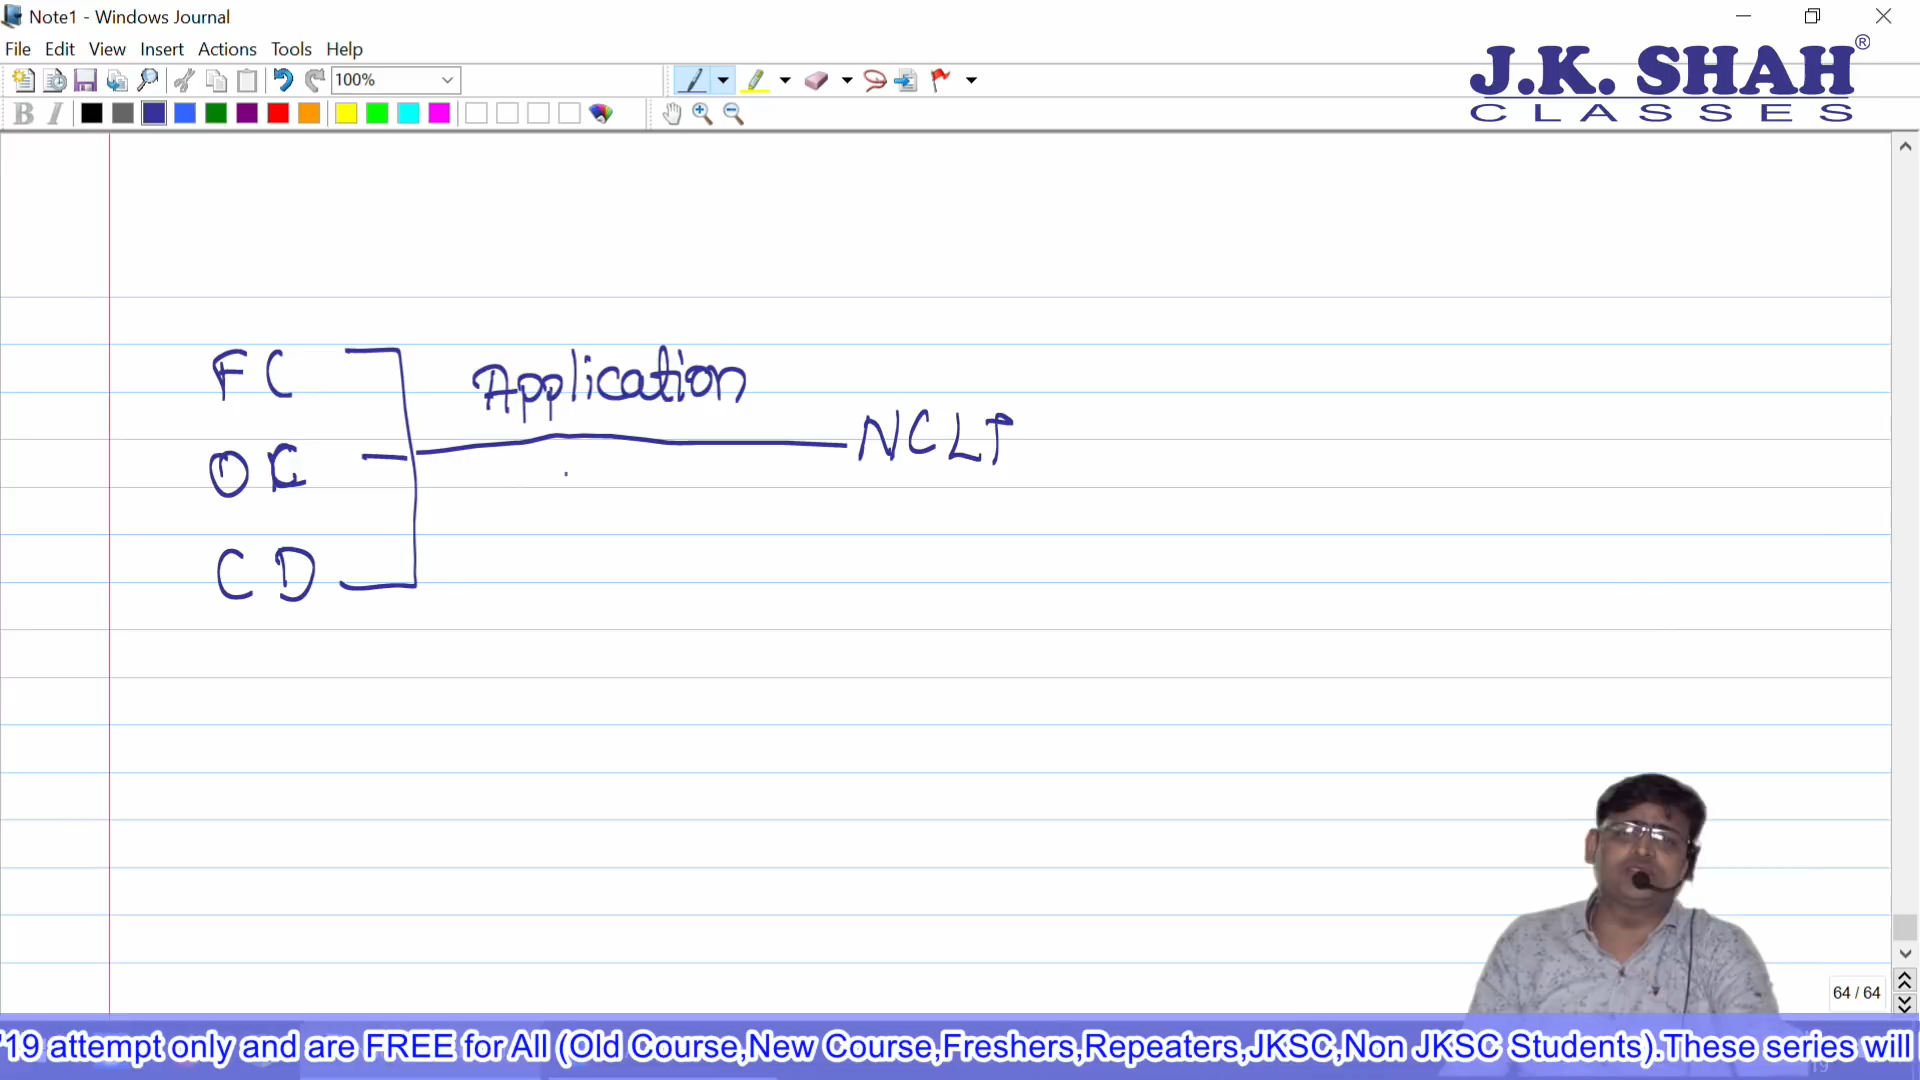 Note1 - Windows Journal
File Edit View Insert Actions Tools Help
100%
J.K. SHAH®
CLASSES
B I
FC
Application
NCLT
OC
CD
64 / 64
'19 attempt only and are FREE for All (Old Course,New Course,Freshers,Repeaters,JKSC,Non JKSC Students).These series will